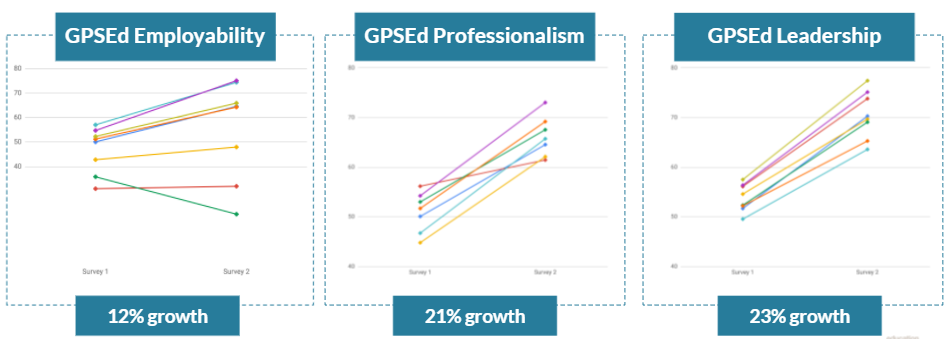 GPSEd Employability
80
70
60
50
40
Survey 1 Survey 2
12% growth
GPSEd Professionalism
80
70
60
50
40
Survey 1 Survey 2
21% growth
GPSEd Leadership
80
70
60
50
40
Survey 1 Survey 2
23% growth